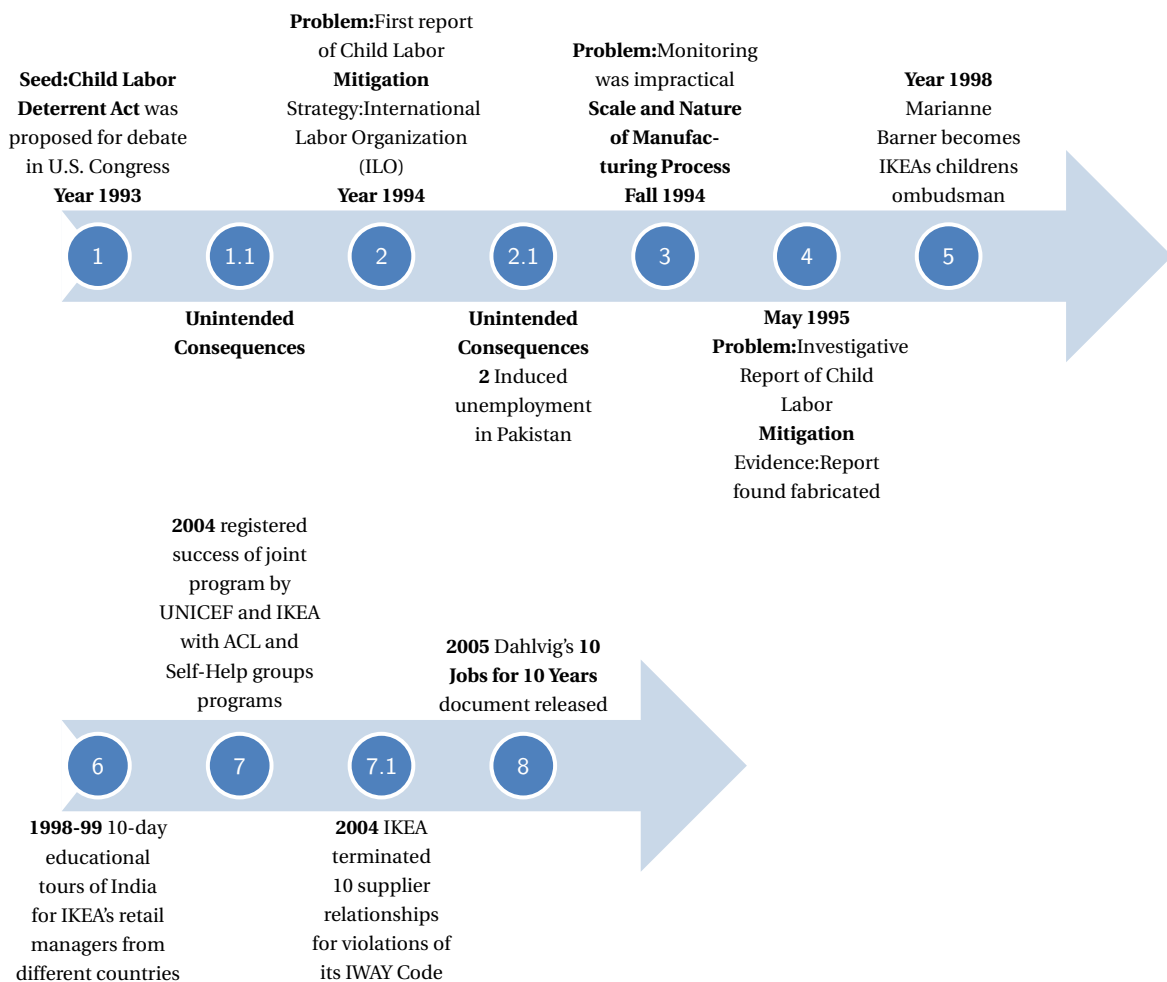 Seed:Child Labor
Deterrent Act was
proposed for debate
in U.S. Congress
Year 1993
1
1.1
Unintended
Consequences
Problem:First report
of Child Labor
Mitigation
Strategy:International
Labor Organization
(ILO)
Year 1994
2
2.1
Unintended
Consequences
2 Induced
unemployment
in Pakistan
Problem:Monitoring
was impractical
Scale and Nature
of Manufac-
turing Process
Fall 1994
3
4
May 1995
Problem:Investigative
Report of Child
Labor
Mitigation
Evidence:Report
found fabricated
Year 1998
Marianne
Barner becomes
IKEAs childrens
ombudsman
5
6
1998-99 10-day
educational
tours of India
for IKEA's retail
managers from
different countries
2004 registered
success of joint
program by
UNICEF and IKEA
with ACL and
Self-Help groups
programs
7
7.1
2004 IKEA
terminated
10 supplier
relationships
for violations of
its IWAY Code
2005 Dahlvig's 10
Jobs for 10 Years
document released
8